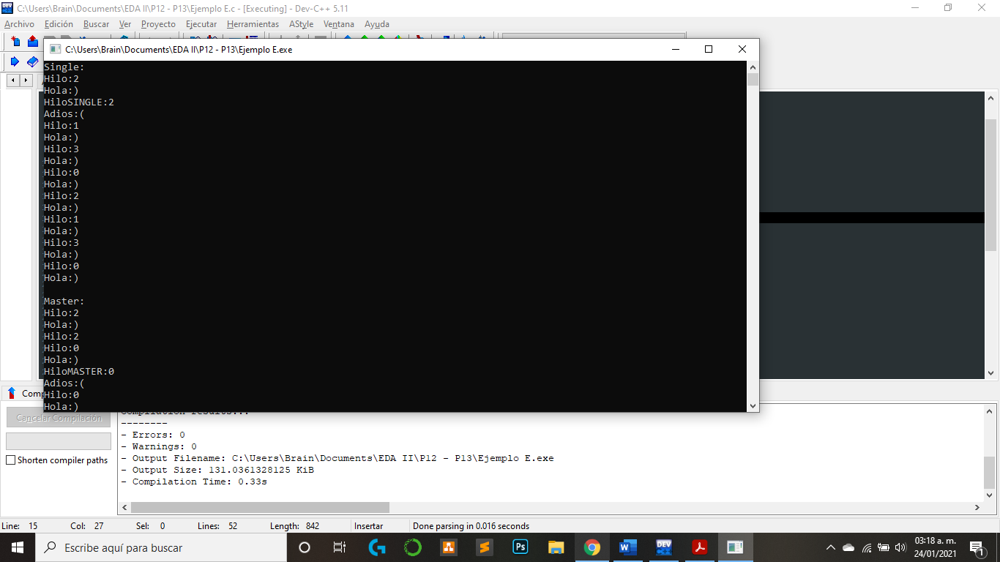 C:\Users\Brain\Documents\EDA II\P12 - P13\Ejemplo E.c - [Executing] - Dev-C++ 5.11
Archivo Edición Buscar Ver Proyecto Ejecutar Herramientas AStyle Ventana Ayuda
C:\Users\Brain\Documents\EDA II\P12 - P13\Ejemplo E.exe
Single:
Hilo:2
Hola:)
HiloSINGLE:2
Adios:(
Hilo:1
Hola:)
Hilo:3
Hola:)
Hilo:0
Hola:)
Hilo:2
Hola:)
Hilo:1
Hola:)
Hilo:3
Hola:)
Hilo:0
Hola:)
Master:
Hilo:2
Hola:)
Hilo:2
Hilo:0
Hola:)
HiloMASTER:0
Adios:(
Hilo:0
Hola:)
Comp
Cancelar Compilación
Shorten compiler paths
Compilation results...
--------
- Errors: 0
- Warnings: 0
- Output Filename: C:\Users\Brain\Documents\EDA II\P12 - P13\Ejemplo E.exe
- Output Size: 131.0361328125 KiB
- Compilation Time: 0.33s
Line: 15 Col: 27 Sel: 0 Lines: 52 Length: 842 Insertar Done parsing in 0.016 seconds
Escribe aquí para buscar
Ps
W
DEV
03:18 a. m.
24/01/2021
1